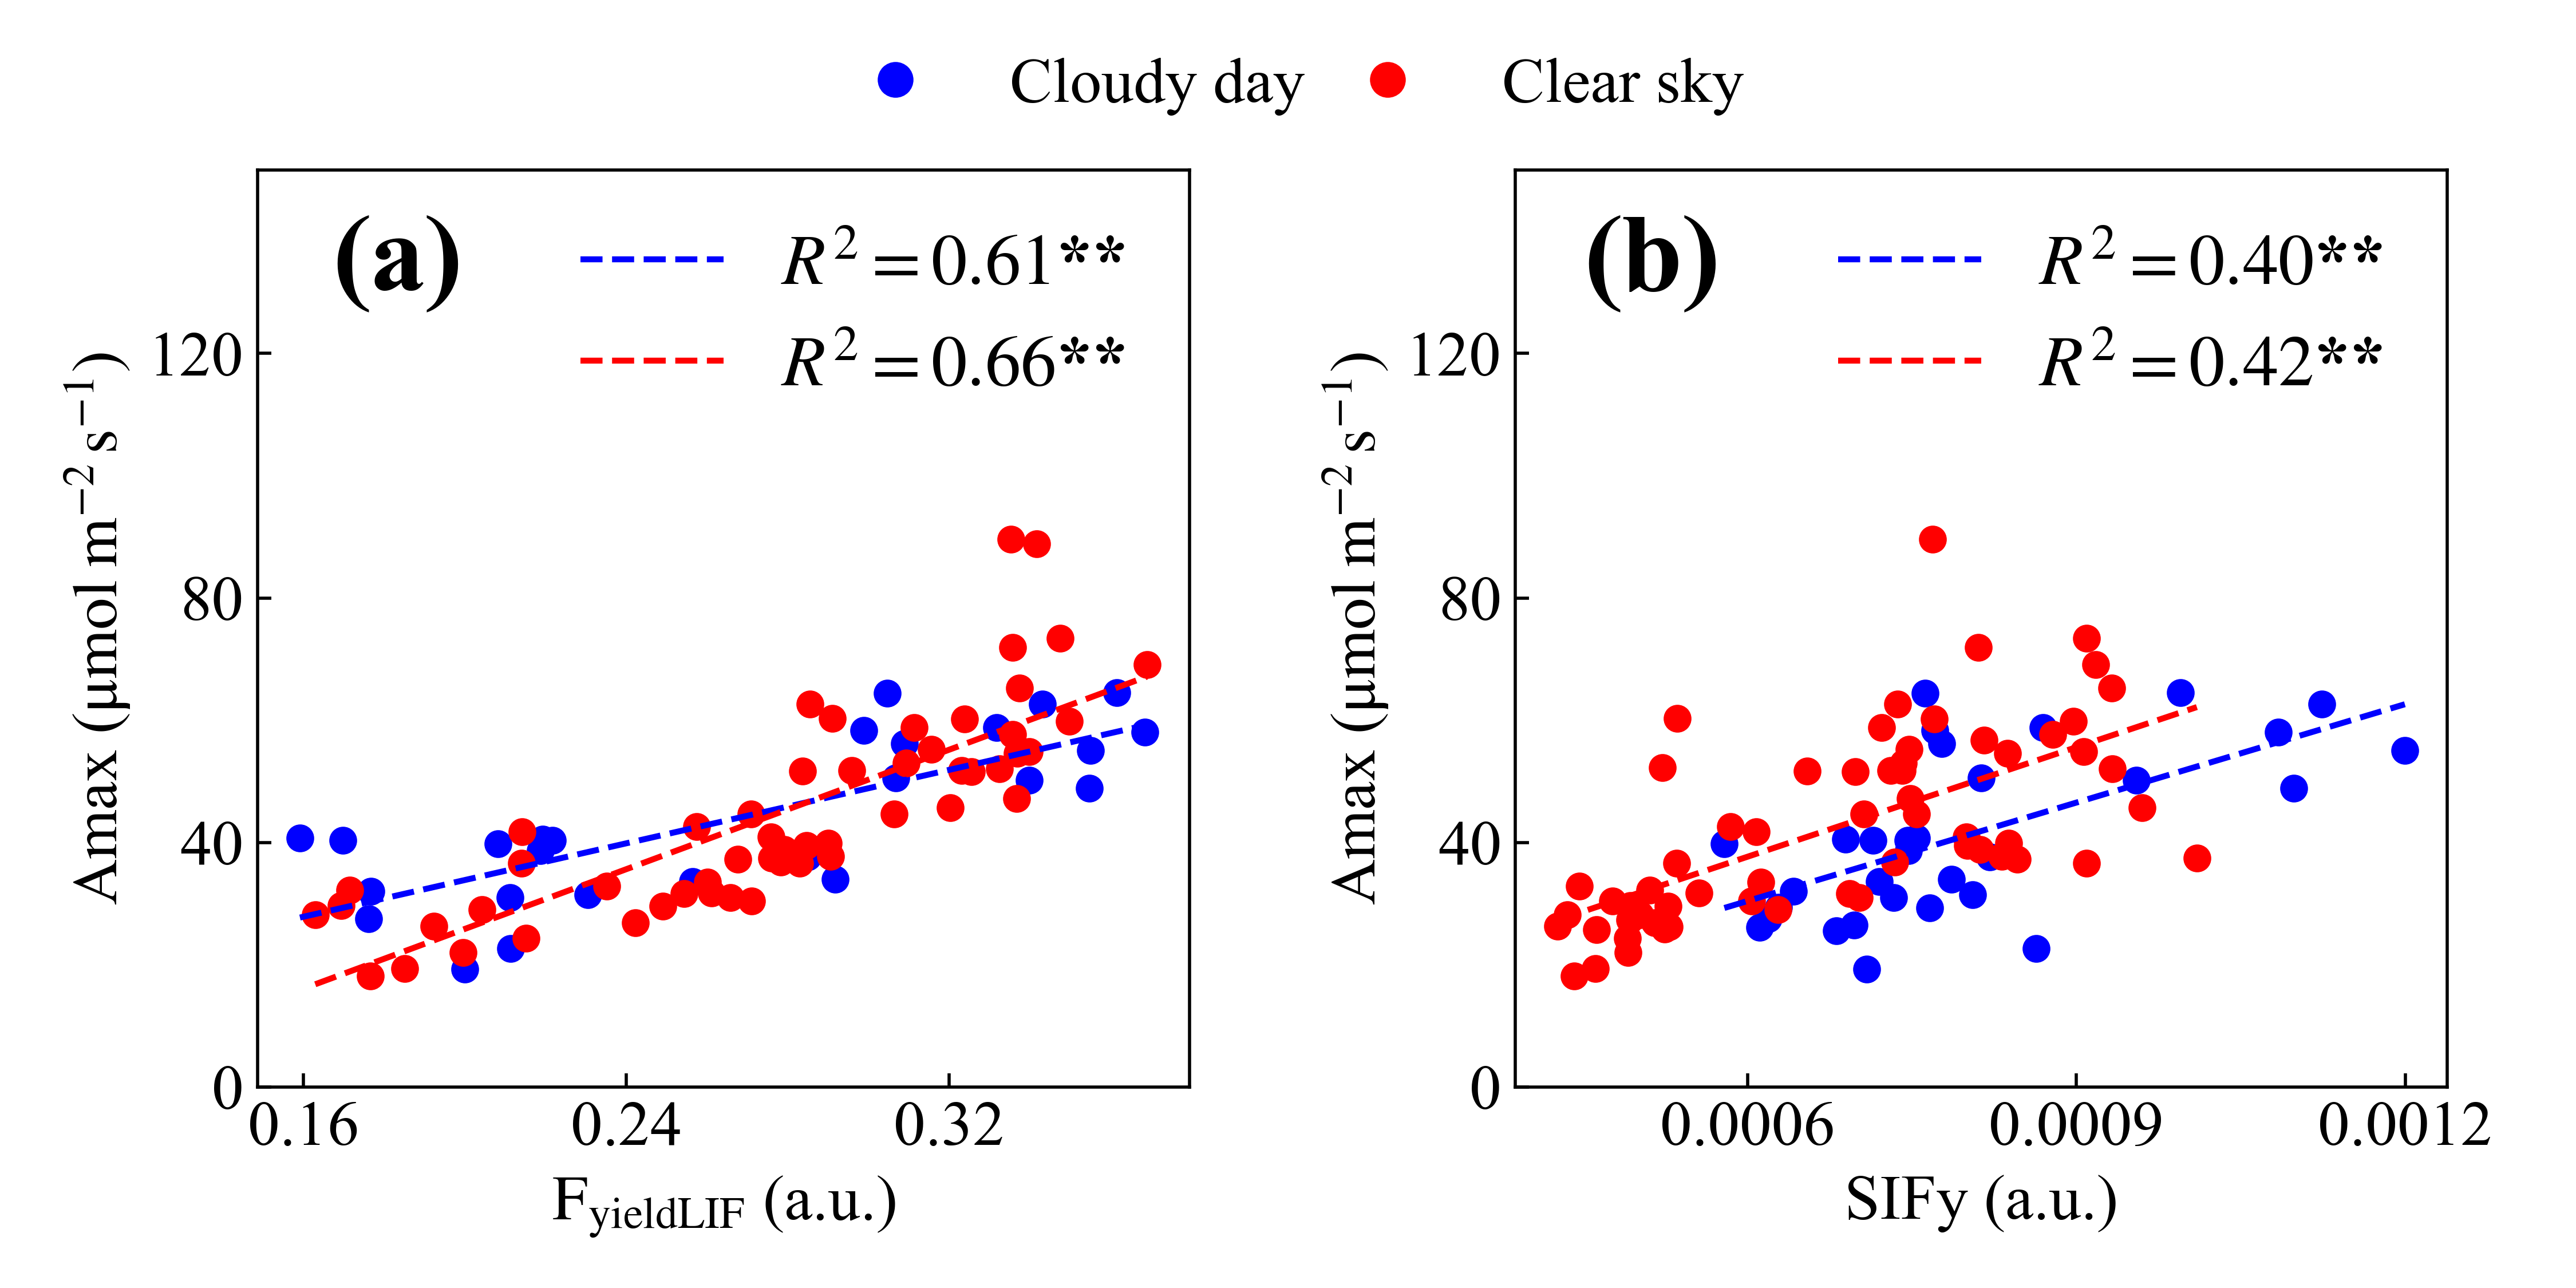 Cloudy day Clear sky
(a)
R² = 0.61**
R² = 0.66**
120
80
40
0
0.16 0.24 0.32
F_yieldLIF (a.u.)
Amax (μmol m⁻² s⁻¹)
(b)
R² = 0.40**
R² = 0.42**
120
80
40
0
0.0006 0.0009 0.0012
SIFy (a.u.)
Amax (μmol m⁻² s⁻¹)